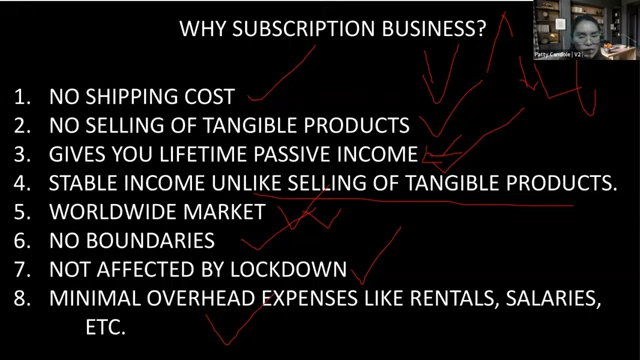 WHY SUBSCRIPTION BUSINESS?
Patty Candole | V2 |
1. NO SHIPPING COST
2. NO SELLING OF TANGIBLE PRODUCTS
3. GIVES YOU LIFETIME PASSIVE INCOME
4. STABLE INCOME UNLIKE SELLING OF TANGIBLE PRODUCTS.
5. WORLDWIDE MARKET
6. NO BOUNDARIES
7. NOT AFFECTED BY LOCKDOWN
8. MINIMAL OVERHEAD EXPENSES LIKE RENTALS, SALARIES,
ETC.